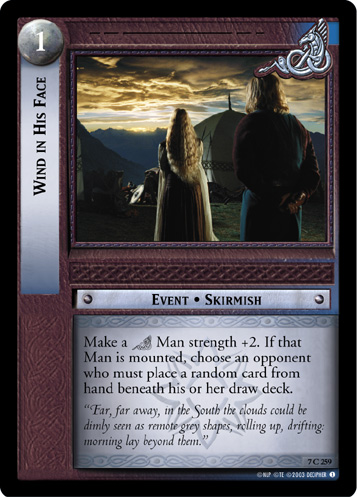 1
WIND IN HIS FACE
EVENT • SKIRMISH
Make a Man strength +2. If that
Man is mounted, choose an opponent
who must place a random card from
hand beneath his or her draw deck.
“‘Far, far away, in the South the clouds could be
dimly seen as remote grey shapes, rolling up, drifting:
morning lay beyond them.”
7 C 259
©NLP ©TE ©2003 DECIPHER